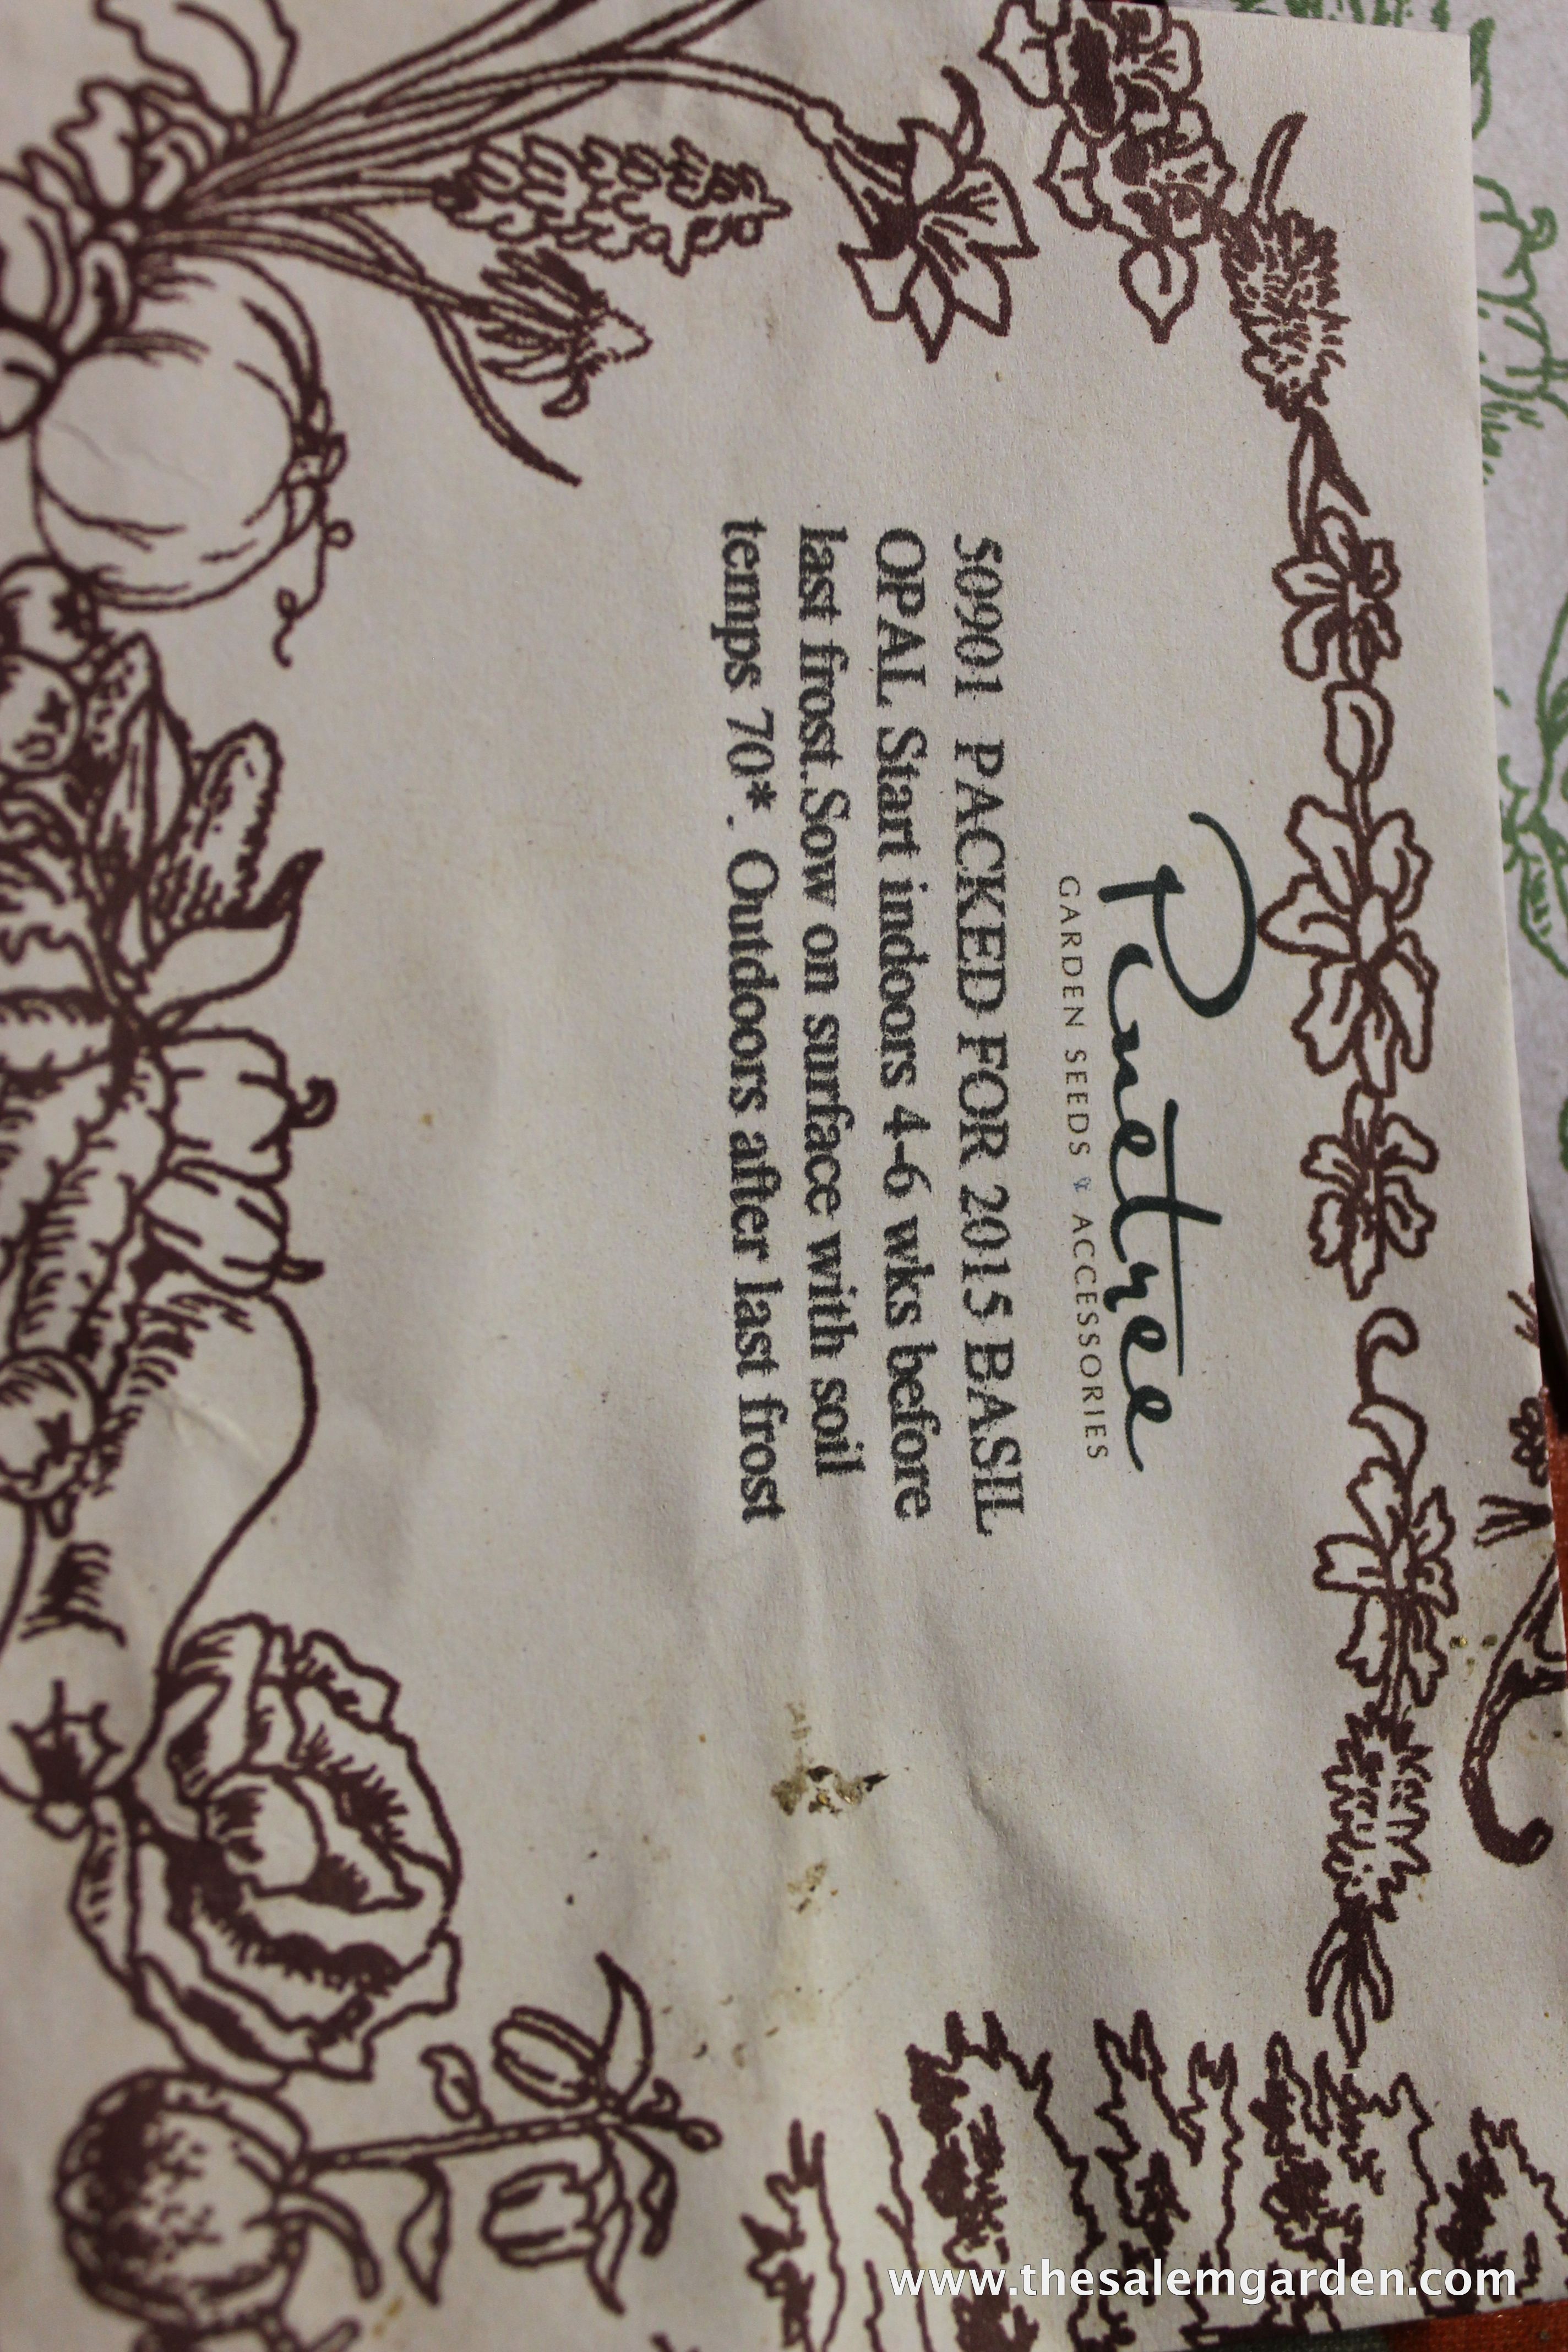 Pinetree
GARDEN SEEDS & ACCESSORIES
50901 PACKED FOR 2015 BASIL
OPAL Start indoors 4-6 wks before
last frost.Sow on surface with soil
temps 70*. Outdoors after last frost
www.thesalemgarden.com